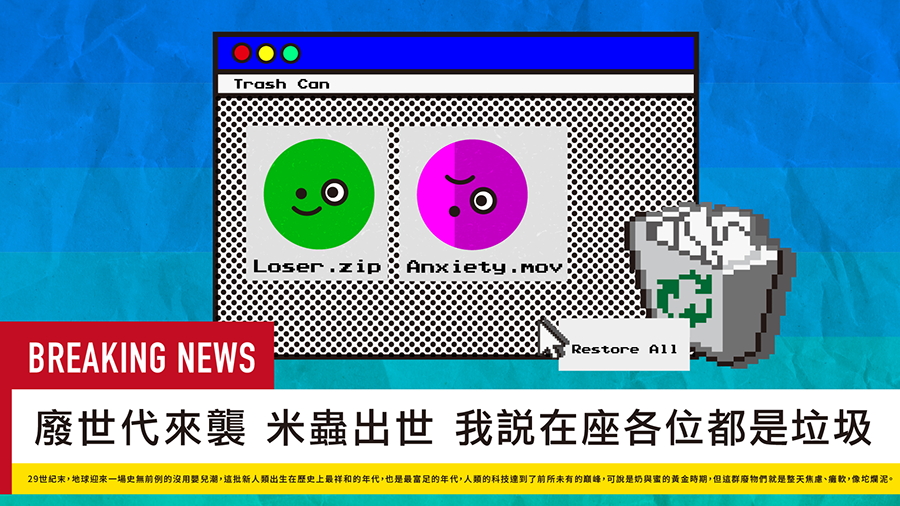 Trash Can
Loser.zip
Anxiety.mov
Restore All
BREAKING NEWS
廢世代來襲 米蟲出世 我説在座各位都是垃圾
29世紀末，地球迎來一場史無前例的沒用嬰兒潮，這批新人類出生在歷史上最祥和的年代，也是最富足的年代，人類的科技達到了前所未有的巔峰，可說是奶與蜜的黃金時期，但這群廢物們就是整天焦慮、癱軟，像坨爛泥。